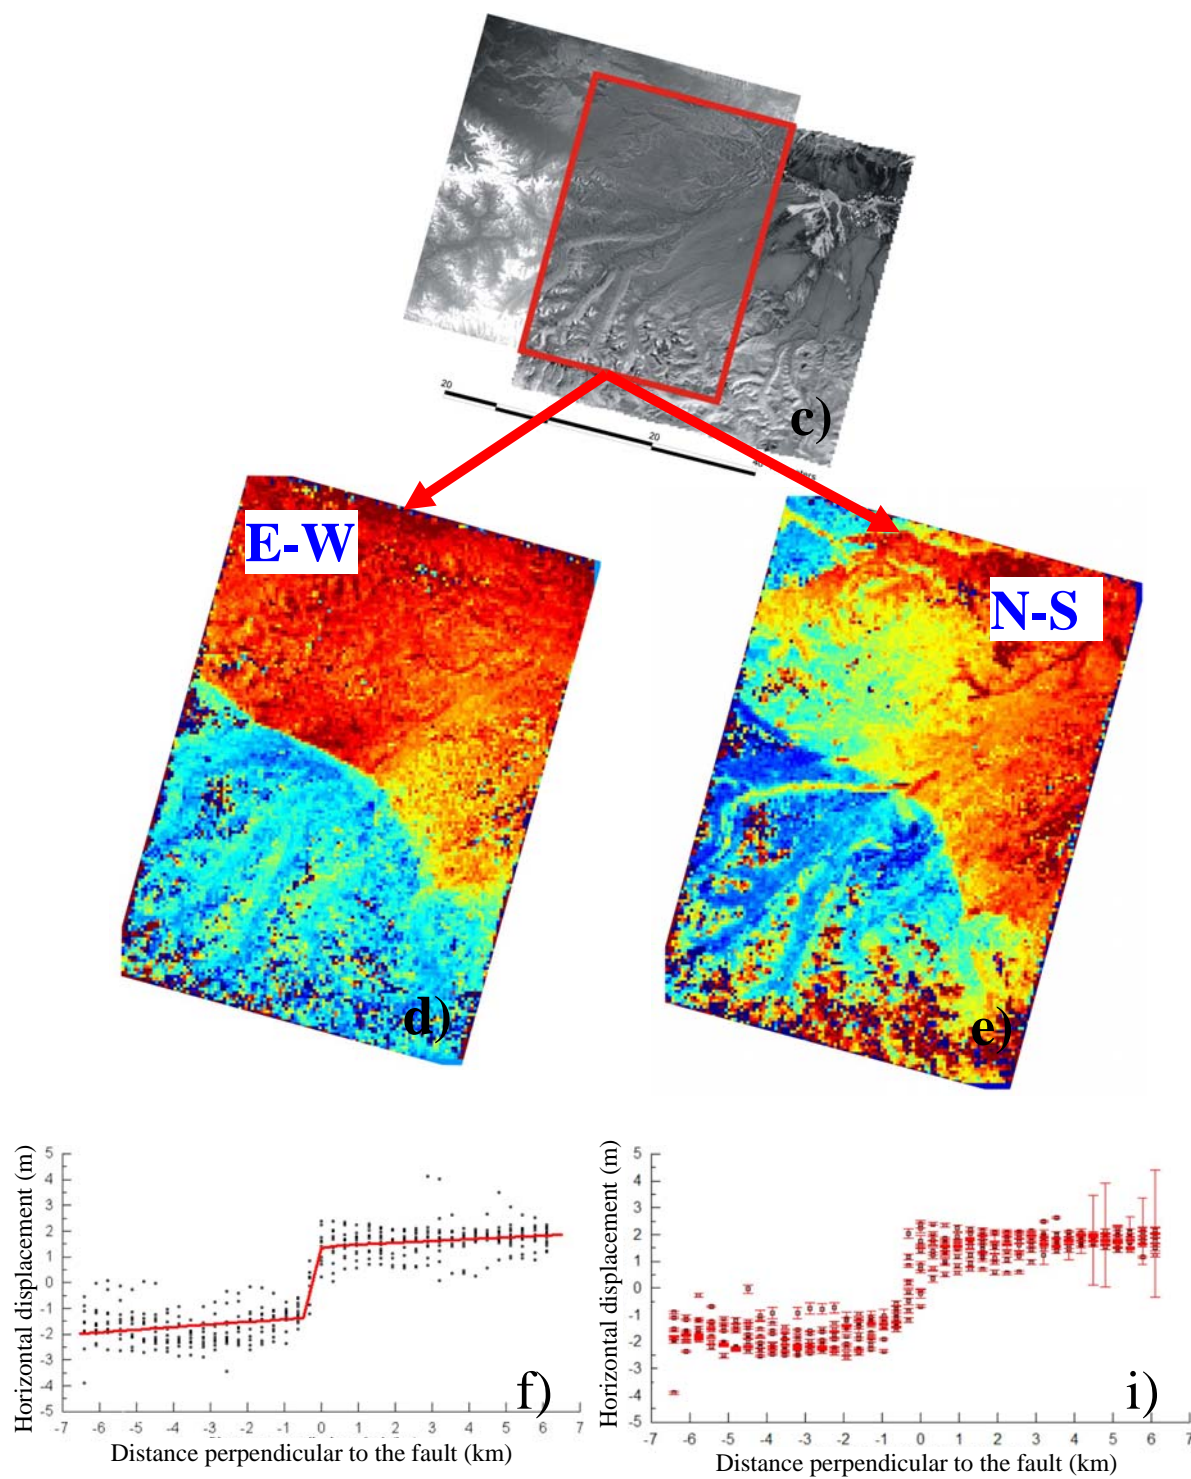 c)
20
20
40
ters
E-W
N-S
d)
e)
Horizontal displacement (m)
5
4
3
2
1
0
-1
-2
-3
-4
-5
-7 -6 -5 -4 -3 -2 -1 0 1 2 3 4 5 6 7
Distance perpendicular to the fault (km)
f)
Horizontal displacement (m)
5
4
3
2
1
0
-1
-2
-3
-4
-5
-7 -6 -5 -4 -3 -2 -1 0 1 2 3 4 5 6 7
Distance perpendicular to the fault (km)
i)